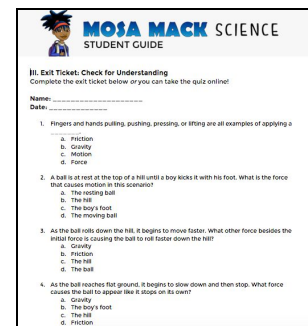 MOSA MACK SCIENCE
STUDENT GUIDE
III. Exit Ticket: Check for Understanding
Complete the exit ticket below or you can take the quiz online!
Name: ____________________
Date: _____________
1. Fingers and hands pulling, pushing, pressing, or lifting are all examples of applying a
__________.
a. Friction
b. Gravity
c. Motion
d. Force
2. A ball is at rest at the top of a hill until a boy kicks it with his foot. What is the force
that causes motion in this scenario?
a. The resting ball
b. The hill
c. The boy's foot
d. The moving ball
3. As the ball rolls down the hill, it begins to move faster. What other force besides the
initial force is causing the ball to roll faster down the hill?
a. Gravity
b. Friction
c. The hill
d. The ball
4. As the ball reaches flat ground, it begins to slow down and then stop. What force
causes the ball to appear like it stops on its own?
a. Gravity
b. The boy's foot
c. The hill
d. Friction